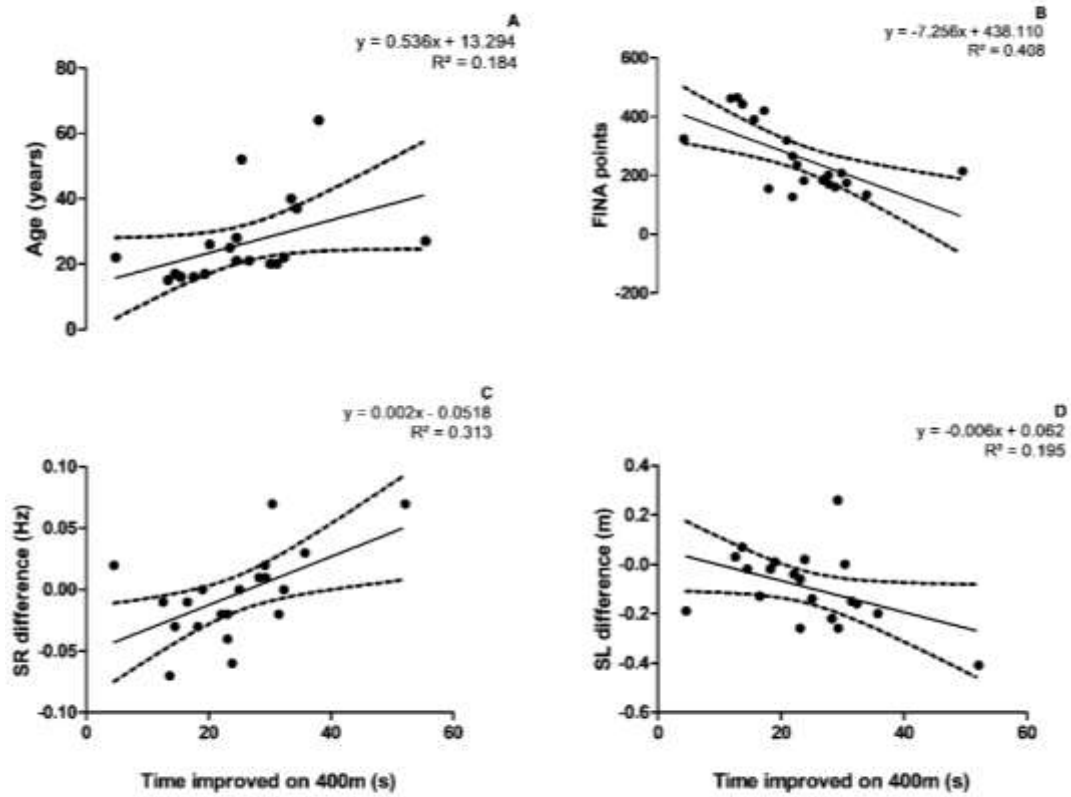 A
y = 0.536x + 13.294
R² = 0.184
80
60
40
20
0
Age (years)
B
y = -7.256x + 438.110
R² = 0.408
600
400
200
0
-200
FINA points
C
y = 0.002x - 0.0518
R² = 0.313
0.10
0.05
0.00
-0.05
-0.10
SR difference (Hz)
0 20 40 60
Time improved on 400m (s)
D
y = -0.006x + 0.062
R² = 0.195
0.4
0.2
-0.0
-0.2
-0.4
-0.6
SL difference (m)
0 20 40 60
Time improved on 400m (s)